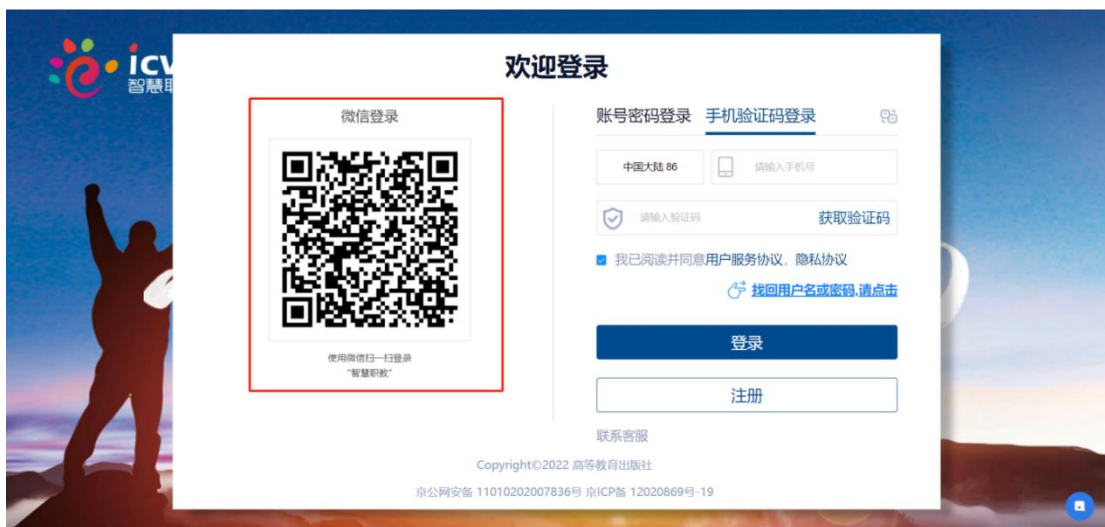 欢迎登录
icv
智慧职
微信登录
使用微信扫一扫登录
"智慧职教"
账号密码登录 手机验证码登录
中国大陆 86 请输入手机号
请输入验证码 获取验证码
我已阅读并同意用户服务协议，隐私协议
找回用户名或密码,请点击
登录
注册
联系客服
Copyright©2022 高等教育出版社
京公网安备 11010202007836号 京ICP备 12020869号-19